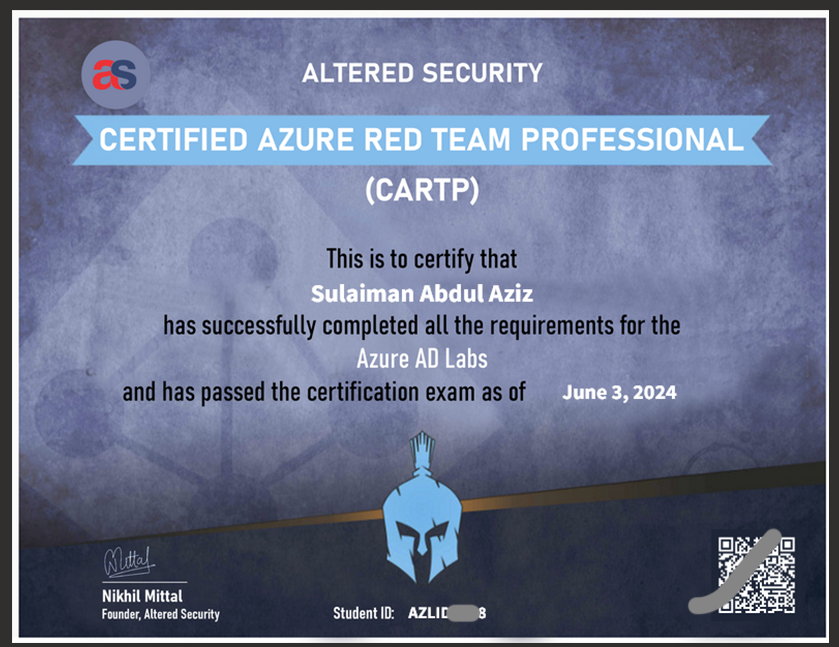 as
ALTERED SECURITY
CERTIFIED AZURE RED TEAM PROFESSIONAL
(CARTP)
This is to certify that
Sulaiman Abdul Aziz
has successfully completed all the requirements for the
Azure AD Labs
and has passed the certification exam as of June 3, 2024
Mittal
Nikhil Mittal
Founder, Altered Security
Student ID: AZLID 8